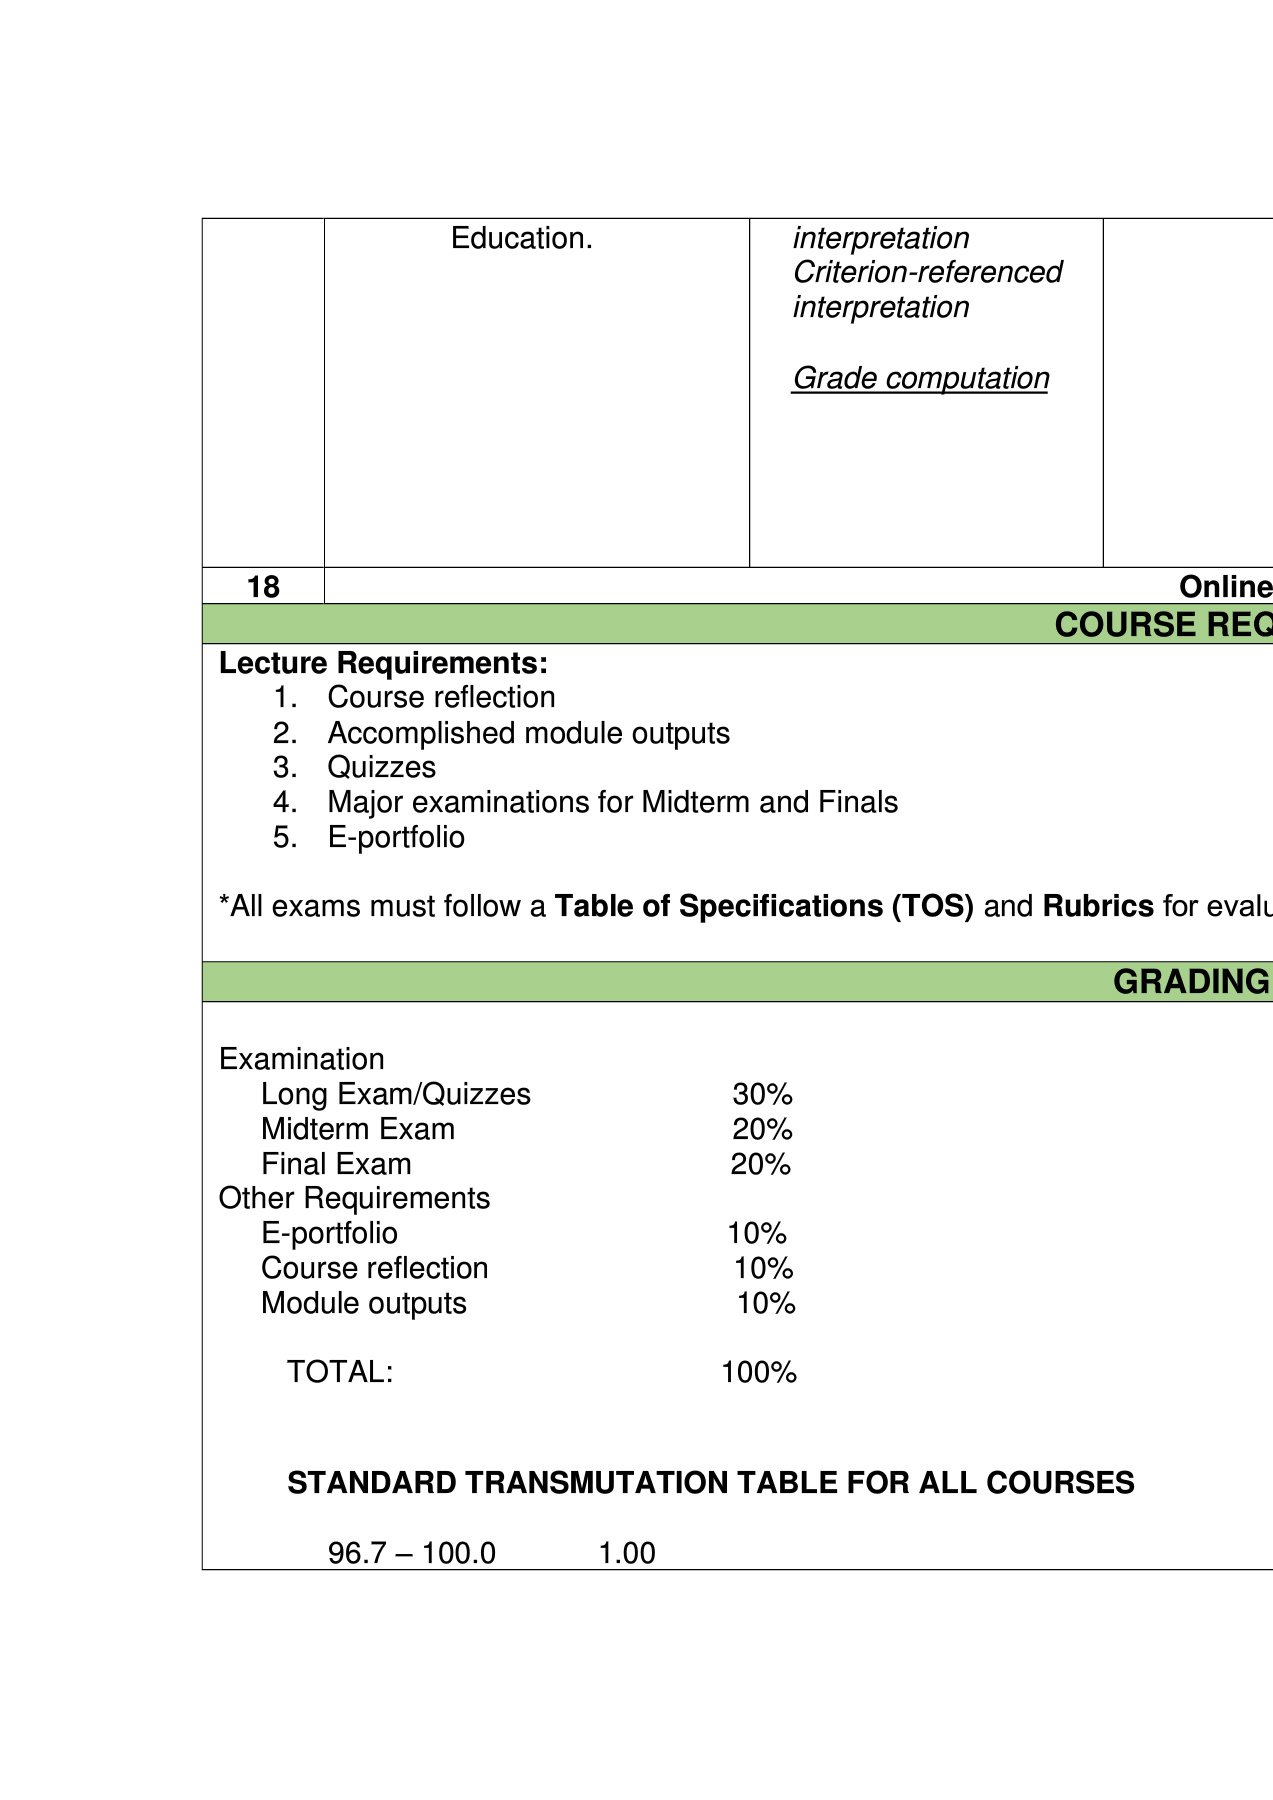 Education.
interpretation
Criterion-referenced
interpretation
Grade computation
18
Online
COURSE REQ
Lecture Requirements:
1. Course reflection
2. Accomplished module outputs
3. Quizzes
4. Major examinations for Midterm and Finals
5. E-portfolio
*All exams must follow a Table of Specifications (TOS) and Rubrics for evalu
GRADING
Examination
Long Exam/Quizzes 30%
Midterm Exam 20%
Final Exam 20%
Other Requirements
E-portfolio 10%
Course reflection 10%
Module outputs 10%
TOTAL: 100%
STANDARD TRANSMUTATION TABLE FOR ALL COURSES
96.7 – 100.0 1.00